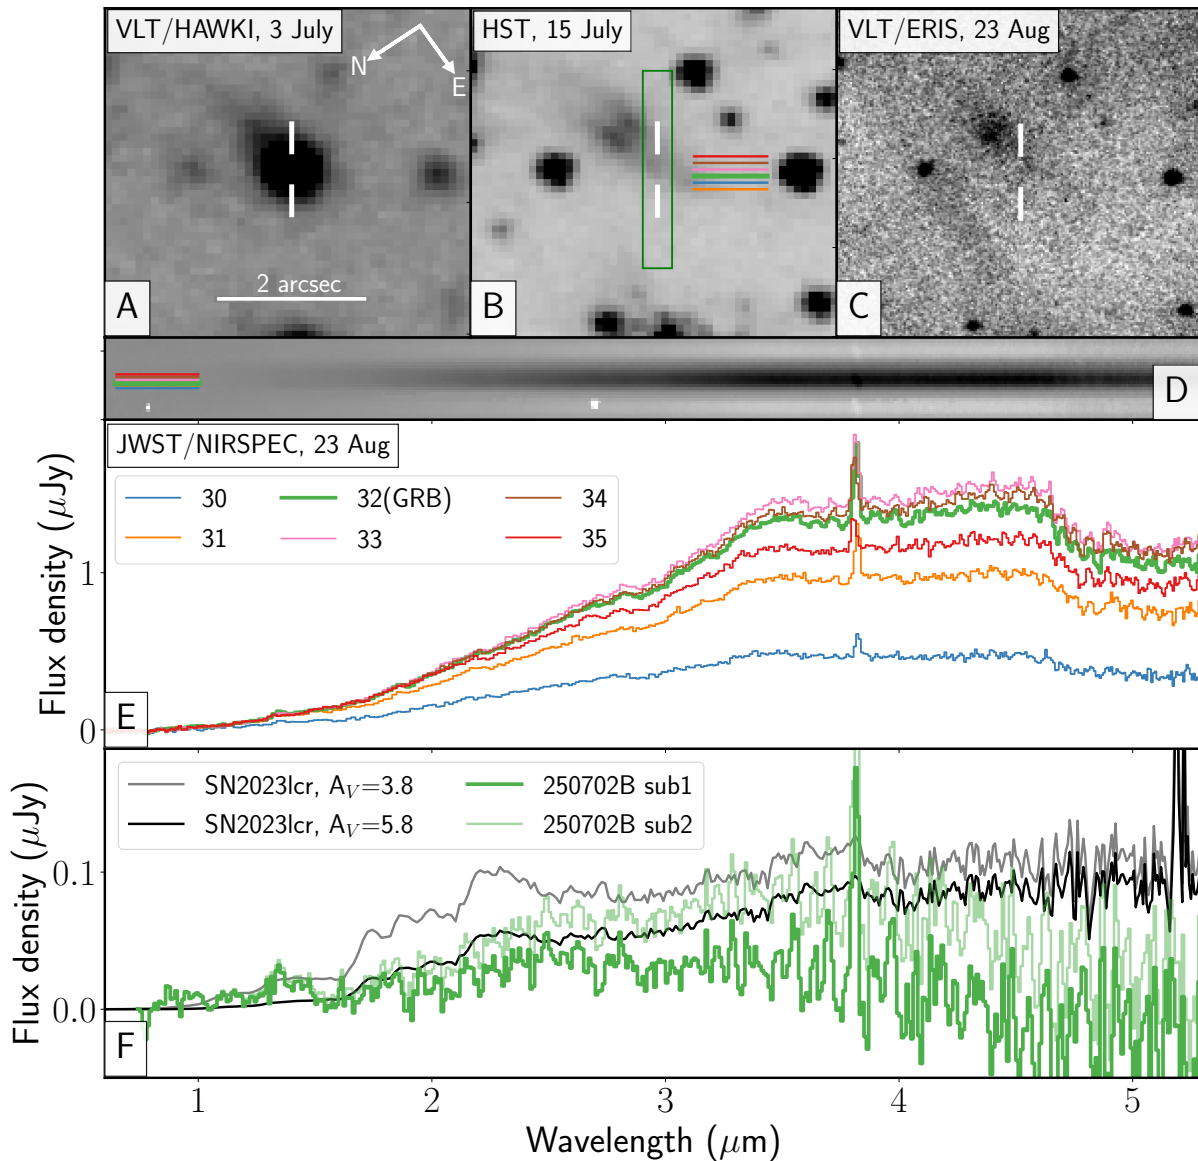 VLT/HAWKI, 3 July
N
E
2 arcsec
A
HST, 15 July
B
VLT/ERIS, 23 Aug
C
D
JWST/NIRSPEC, 23 Aug
30
31
32(GRB)
33
34
35
Flux density (μJy)
1
0
E
SN2023lcr, A_V=3.8
SN2023lcr, A_V=5.8
250702B sub1
250702B sub2
Flux density (μJy)
0.1
0.0
F
1 2 3 4 5
Wavelength (μm)